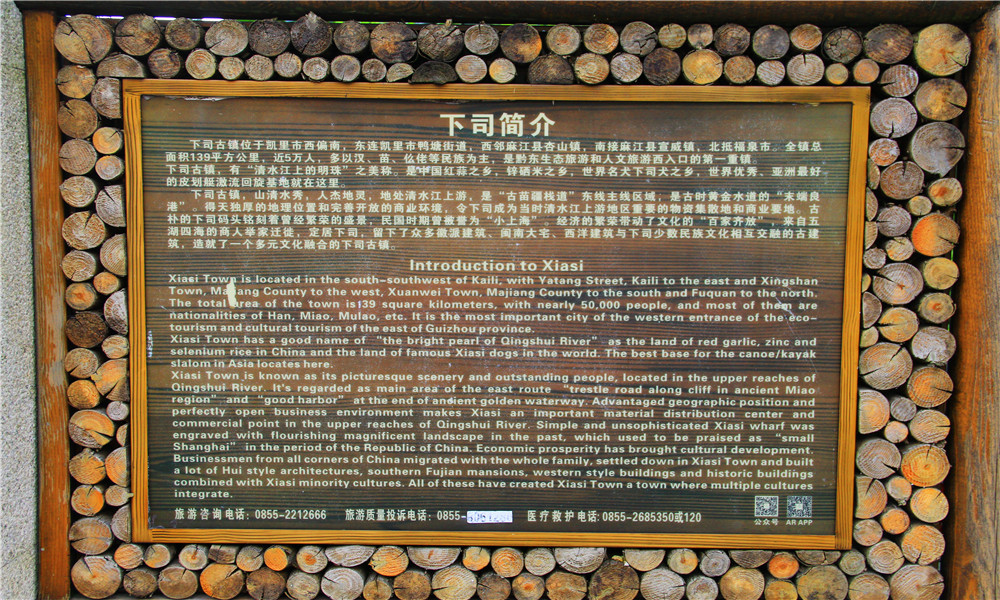 下司简介
下司古镇位于凯里市西偏南，东连凯里市鸭塘街道，西邻麻江县杏山镇，南接麻江县宣威镇，北抵福泉市。全镇总
面积139平方公里，近5万人，多以汉、苗、仫佬等民族为主，是黔东生态旅游和人文旅游西入口的第一重镇。
下司古镇，有“清水江上的明珠”之美称，是中国红蒜之乡，锌硒米之乡，世界名犬下司犬之乡，世界优秀、亚洲最好
的皮划艇激流回旋基地就在这里。
下司古镇，山清水秀，人杰地灵，地处清水江上游，是“古苗疆栈道”东线主线区域，是古时黄金水道的“末端良
港”。得天独厚的地理位置和完善开放的商业环境，令下司成为当时清水江上游地区重要的物资集散地和商业要地。古
朴的下司码头铭刻着曾经繁荣的盛景，民国时期曾被誉为“小上海”。经济的繁荣带动了文化的“百家齐放”，来自五
湖四海的商人举家迁徙，定居下司，留下了众多徽派建筑、闽南大宅、西洋建筑与下司少数民族文化相互交融的古建
筑，造就了一个多元文化融合的下司古镇。
Introduction to Xiasi
Xiasi Town is located in the south-southwest of Kaili, with Yatang Street, Kaili to the east and Xingshan
Town, Majiang County to the west, Xuanwei Town, Majiang County to the south and Fuquan to the north.
The total area of the town is139 square kilometers, with nearly 50,000 people, and most of them are
nationalities of Han, Miao, Mulao, etc. It is the most important city of the western entrance of the eco-
tourism and cultural tourism of the east of Guizhou province.
Xiasi Town has a good name of “the bright pearl of Qingshui River” as the land of red garlic, zinc and
selenium rice in China and the land of famous Xiasi dogs in the world. The best base for the canoe/kayak
slalom in Asia locates here.
Xiasi Town is known as its picturesque scenery and outstanding people, located in the upper reaches of
Qingshui River. It's regarded as main area of the east route “trestle road along cliff in ancient Miao
region” and “good harbor” at the end of ancient golden waterway. Advantaged geographic position and
perfectly open business environment makes Xiasi an important material distribution center and
commercial point in the upper reaches of Qingshui River. Simple and unsophisticated Xiasi wharf was
engraved with flourishing magnificent landscape in the past, which used to be praised as “small
Shanghai” in the period of the Republic of China. Economic prosperity has brought cultural development.
Businessmen from all corners of China migrated with the whole family, settled down in Xiasi Town and built
a lot of Hui style architectures, southern Fujian mansions, western style buildings and historic buildings
combined with Xiasi minority cultures. All of these have created Xiasi Town a town where multiple cultures
integrate.
旅游咨询电话：0855-2212666 旅游质量投诉电话：0855- 医疗救护电话：0855-2685350或120
公众号 AR APP